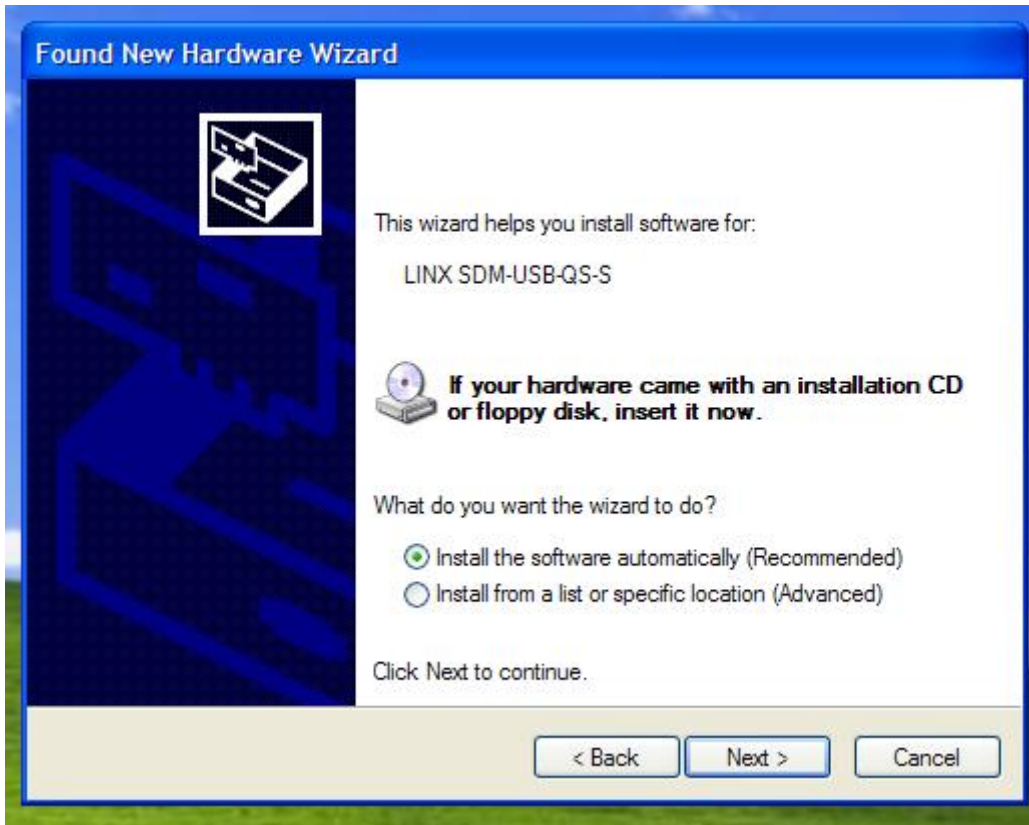 Found New Hardware Wizard
This wizard helps you install software for:
LINX SDM-USB-QS-S
If your hardware came with an installation CD
or floppy disk, insert it now.
What do you want the wizard to do?
Install the software automatically (Recommended)
Install from a list or specific location (Advanced)
Click Next to continue.
< Back Next > Cancel